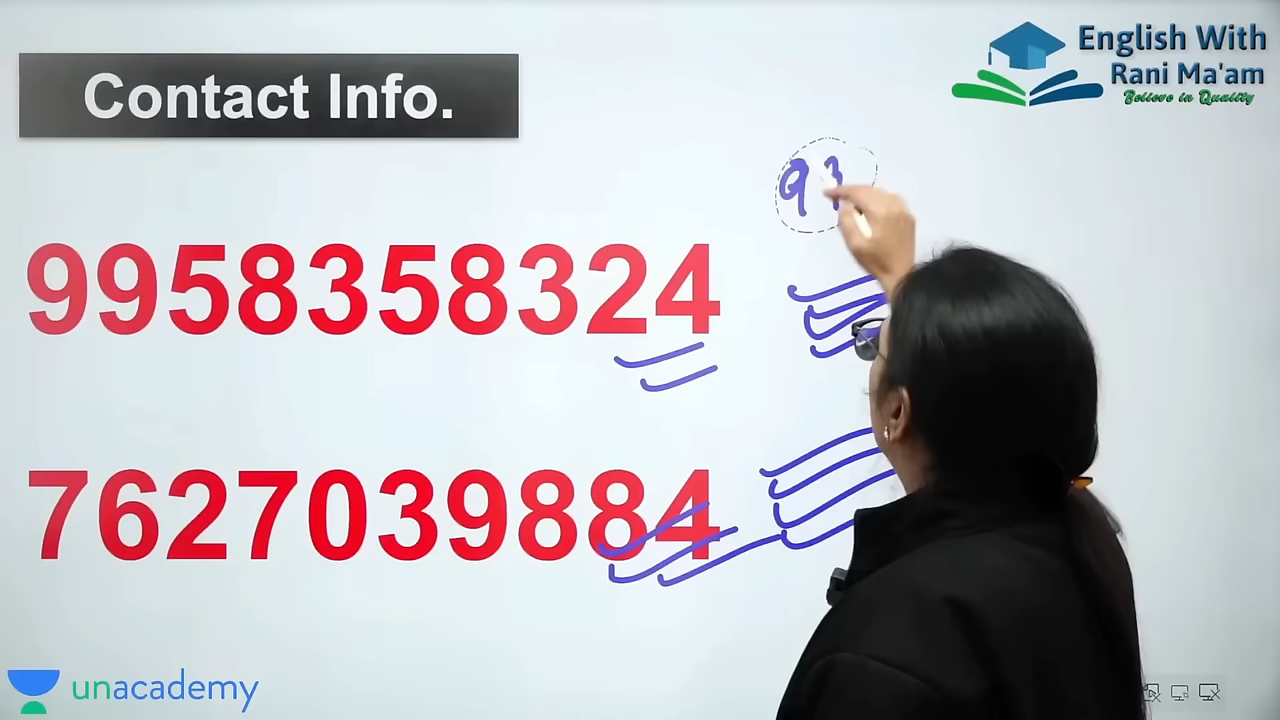 Contact Info.
English With
Rani Ma'am
Believe in Quality
9958358324
7627039884
unacademy